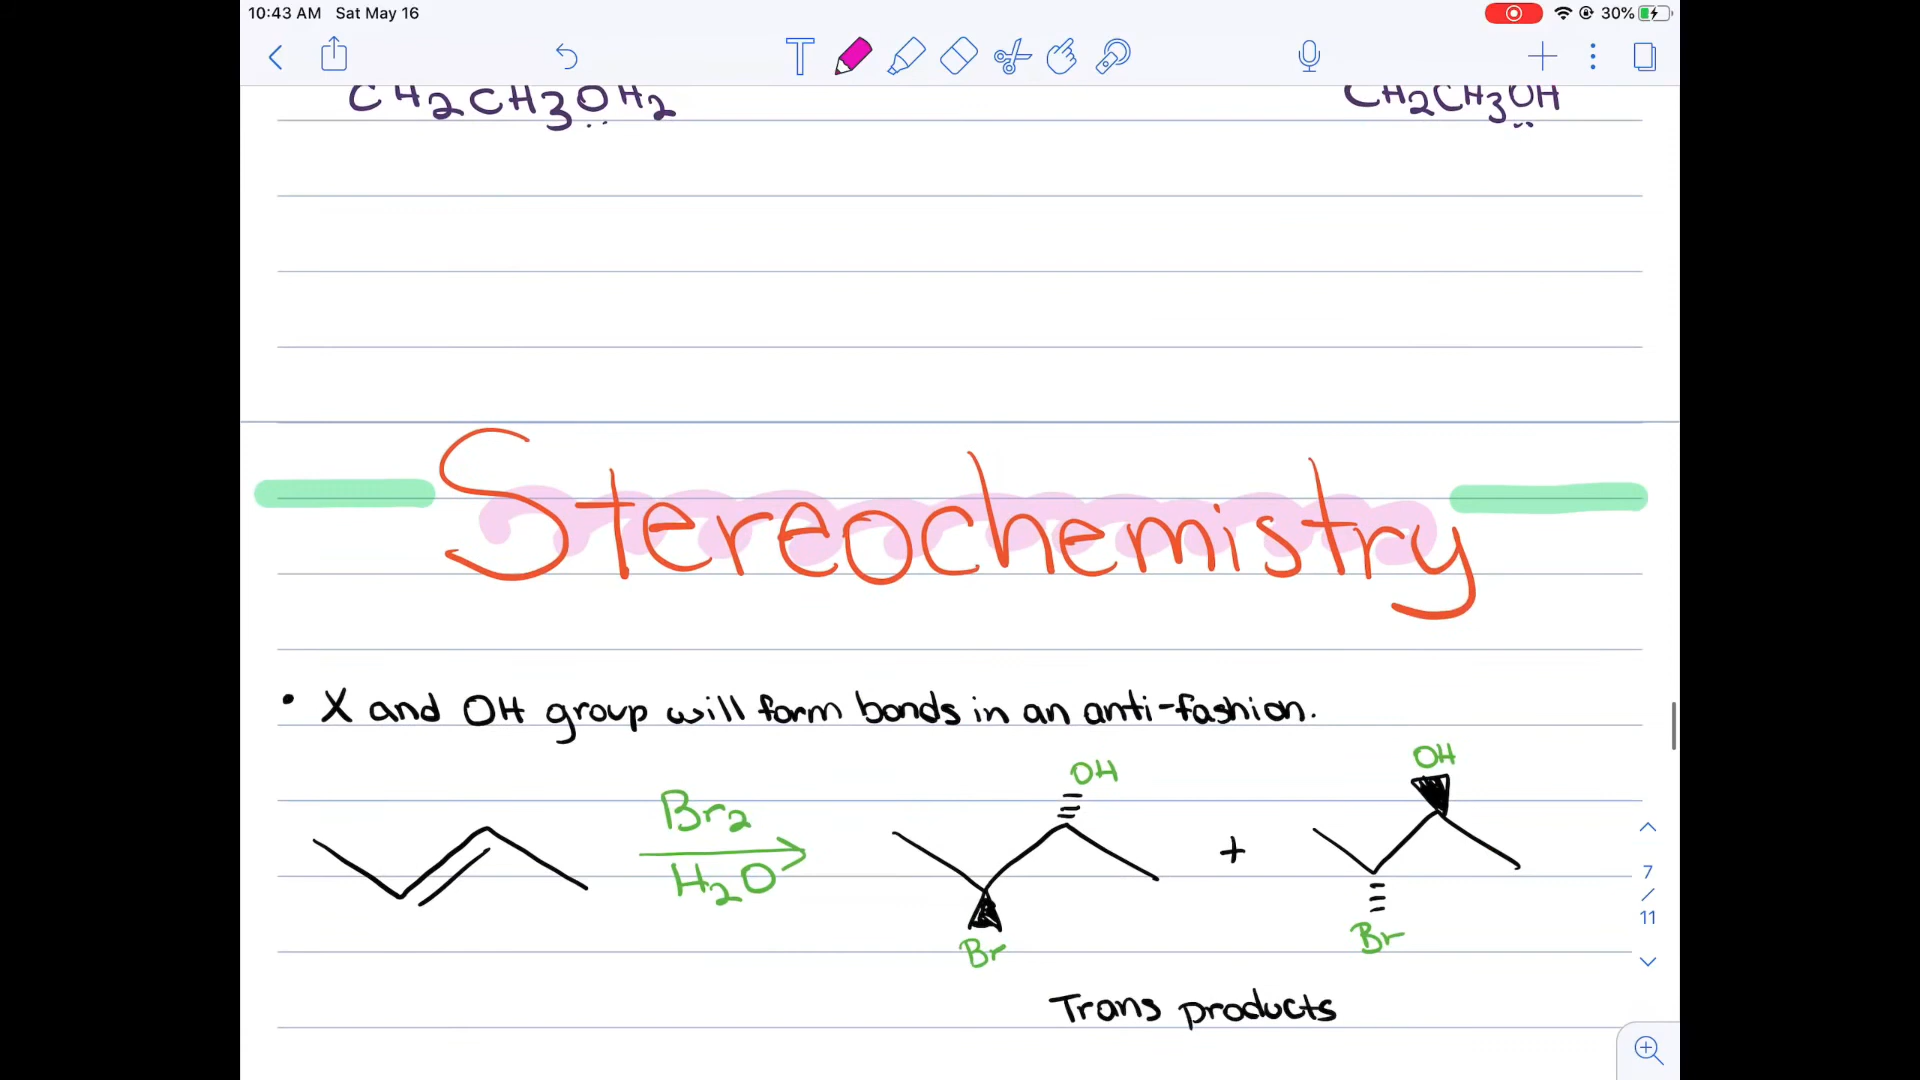 10:43 AM Sat May 16
30%
T
CH2CH3OH2
CH2CH3OH
Stereochemistry
• X and OH group will form bonds in an anti-fashion.
OH
OH
Br2
H2O
+
Br
Br
7
/
11
Trans products